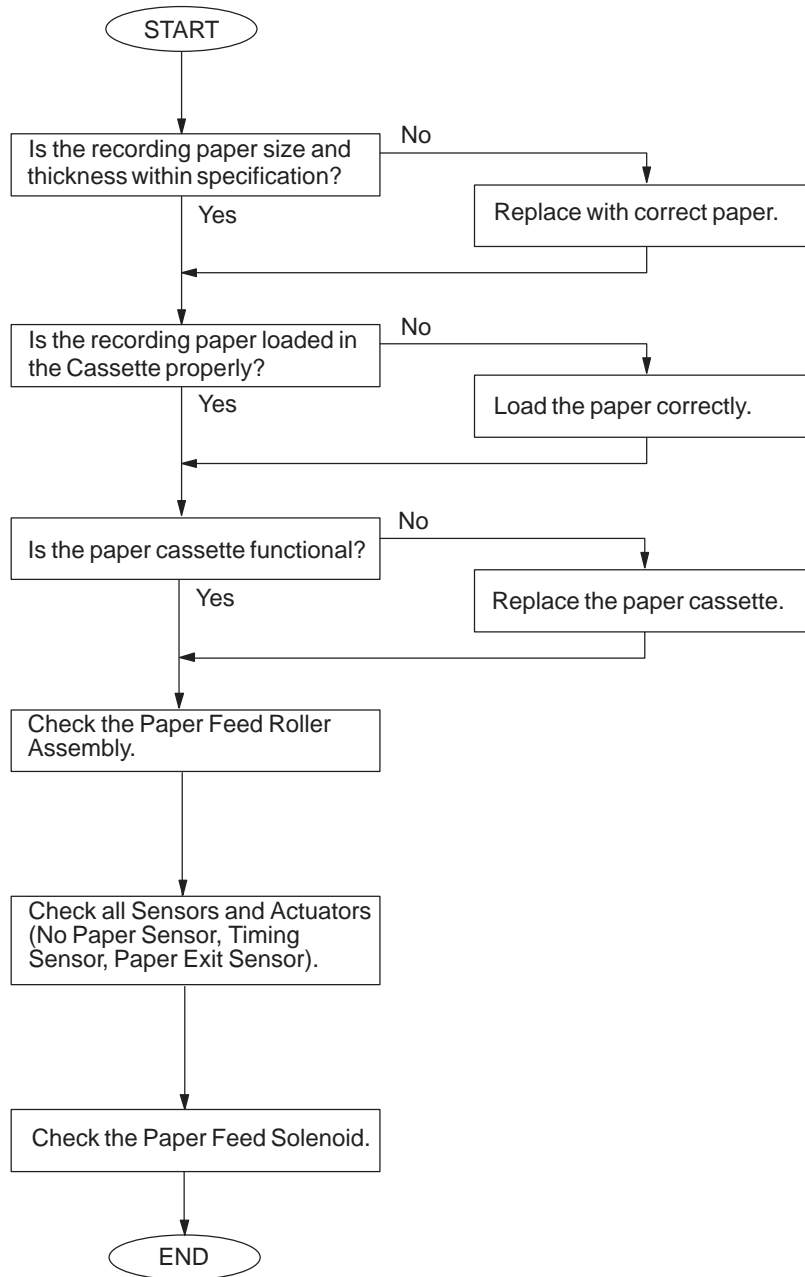 START
Is the recording paper size and
thickness within specification?
No
Yes
Replace with correct paper.
Is the recording paper loaded in
the Cassette properly?
No
Yes
Load the paper correctly.
Is the paper cassette functional?
No
Yes
Replace the paper cassette.
Check the Paper Feed Roller
Assembly.
Check all Sensors and Actuators
(No Paper Sensor, Timing
Sensor, Paper Exit Sensor).
Check the Paper Feed Solenoid.
END